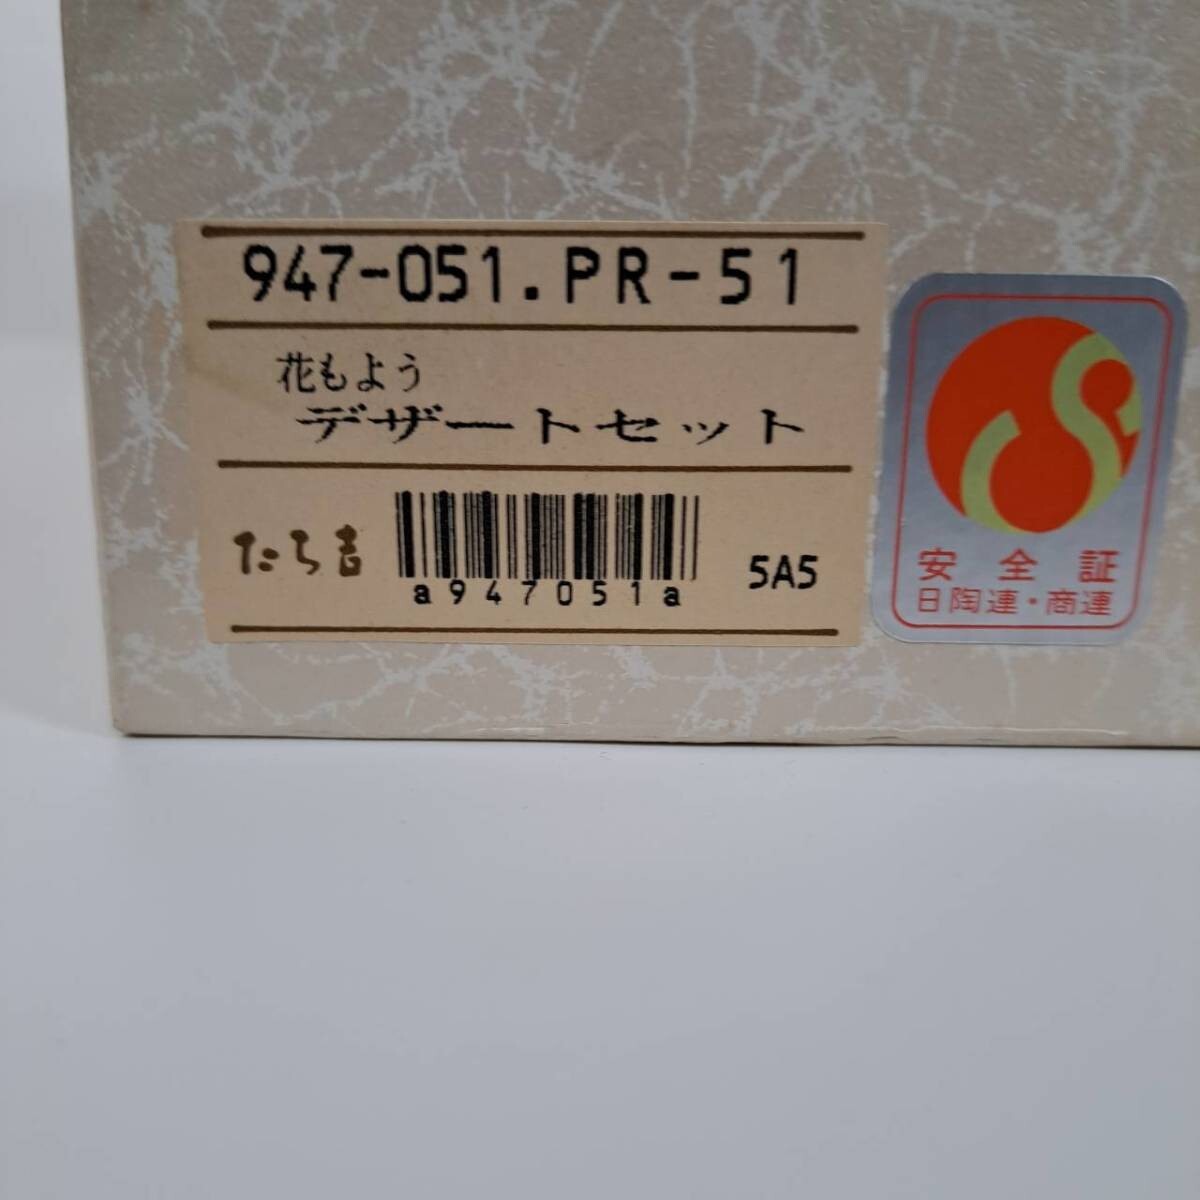 947-051.PR-51
花もよう
デザートセット
たち吉
a947051a
5A5
安全証
日陶連・商連